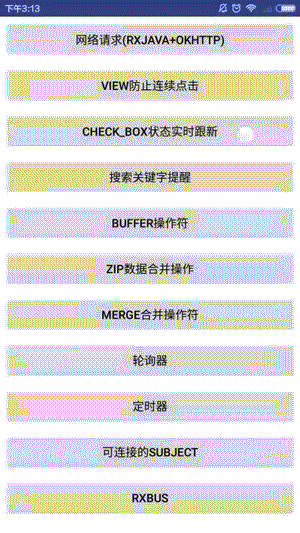 下午3:13
网络请求(RXJAVA+OKHTTP)
VIEW防止连续点击
CHECK_BOX状态实时跟新
搜索关键字提醒
BUFFER操作符
ZIP数据合并操作
MERGE合并操作符
轮询器
定时器
可连接的SUBJECT
RXBUS